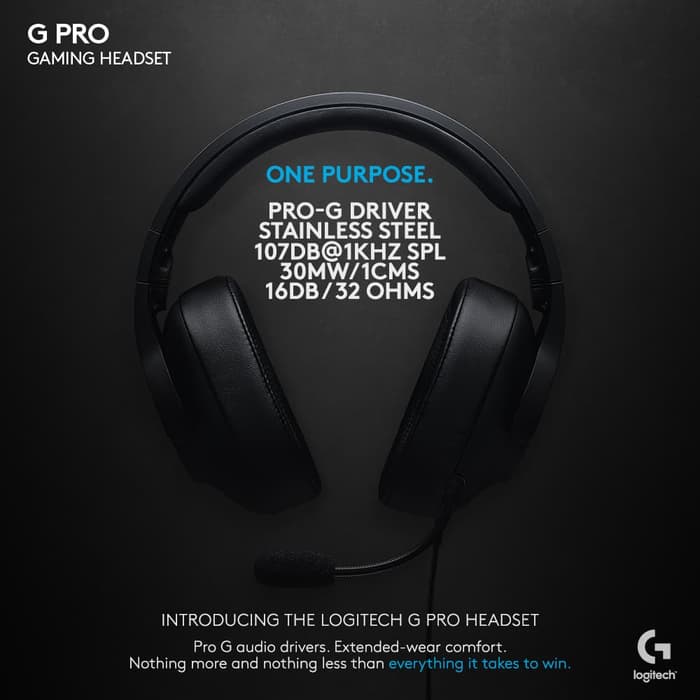 G PRO
GAMING HEADSET
ONE PURPOSE.
PRO-G DRIVER
STAINLESS STEEL
107DB@1KHZ SPL
30MW/1CMS
16DB/32 OHMS
INTRODUCING THE LOGITECH G PRO HEADSET
Pro G audio drivers. Extended-wear comfort.
Nothing more and nothing less than everything it takes to win.
G
logitech